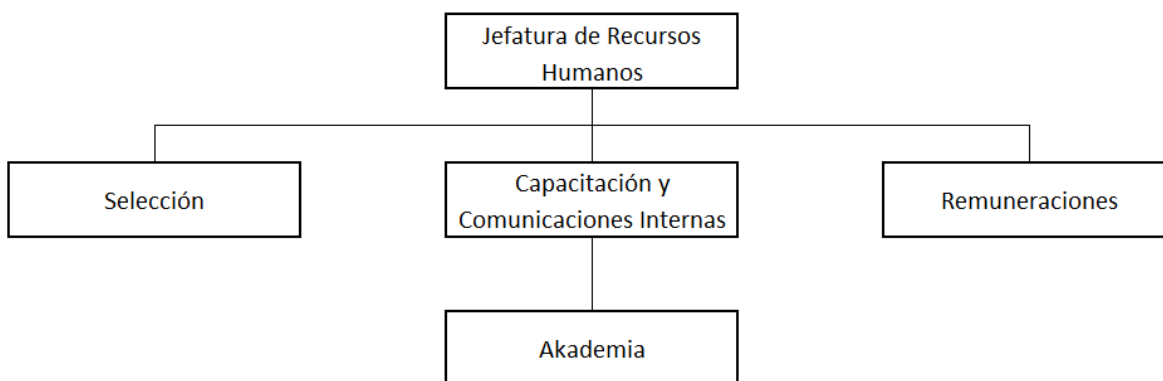 Jefatura de Recursos
Humanos
Selección
Capacitación y
Comunicaciones Internas
Remuneraciones
Akademia